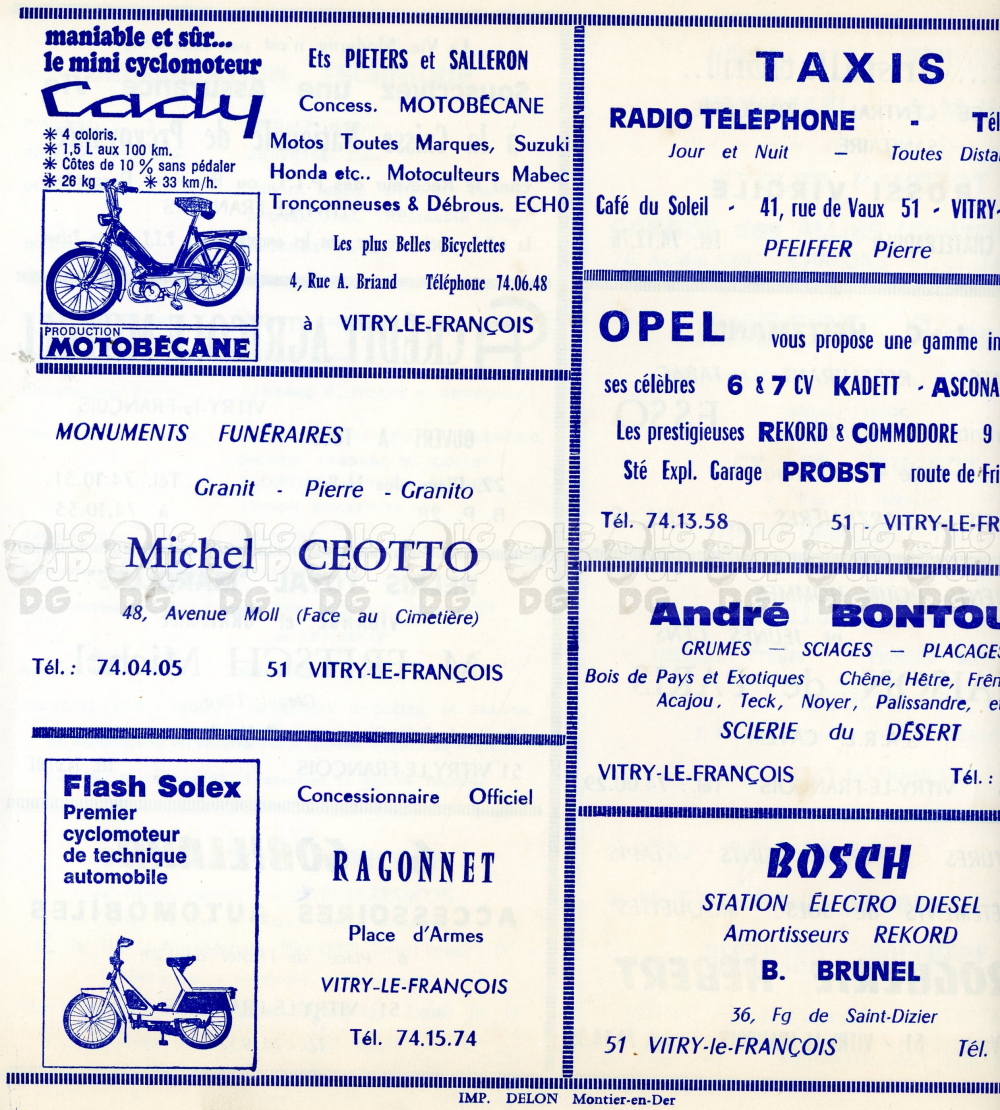 maniable et sûr...
le mini cyclomoteur
Cady
* 4 coloris.
* 1,5 L aux 100 km.
* Côtes de 10 % sans pédaler
* 26 kg * 33 km/h.
PRODUCTION
MOTOBÉCANE
Ets PIETERS et SALLERON
Concess. MOTOBÉCANE
Motos Toutes Marques, Suzuki
Honda etc.. Motoculteurs Mabec
Tronçonneuses & Débrous. ECHO
Les plus Belles Bicyclettes
4, Rue A. Briand Téléphone 74.06.48
à VITRY-LE-FRANÇOIS
MONUMENTS FUNÉRAIRES
Granit - Pierre - Granito
Michel CEOTTO
48, Avenue Moll (Face au Cimetière)
Tél. : 74.04.05 51 VITRY-LE-FRANÇOIS
Flash Solex
Premier
cyclomoteur
de technique
automobile
Concessionnaire Officiel
RAGONNET
Place d'Armes
VITRY-LE-FRANÇOIS
Tél. 74.15.74
TAXIS
RADIO TÉLÉPHONE - Tél
Jour et Nuit — Toutes Dista
Café du Soleil - 41, rue de Vaux 51 - VITRY-
PFEIFFER Pierre
OPEL vous propose une gamme in
ses célèbres 6 & 7 CV KADETT - ASCONA
Les prestigieuses REKORD & COMMODORE 9
Sté Expl. Garage PROBST route de Fri
Tél. 74.13.58 51 - VITRY-LE-FR
André BONTOU
GRUMES — SCIAGES — PLACAGES
Bois de Pays et Exotiques Chêne, Hêtre, Frên
Acajou, Teck, Noyer, Palissandre, e
SCIERIE du DÉSERT
VITRY-LE-FRANÇOIS Tél. :
BOSCH
STATION ÉLECTRO DIESEL
Amortisseurs REKORD
B. BRUNEL
36, Fg de Saint-Dizier
51 - VITRY-le-FRANÇOIS Tél.
IMP. DELON Montier-en-Der